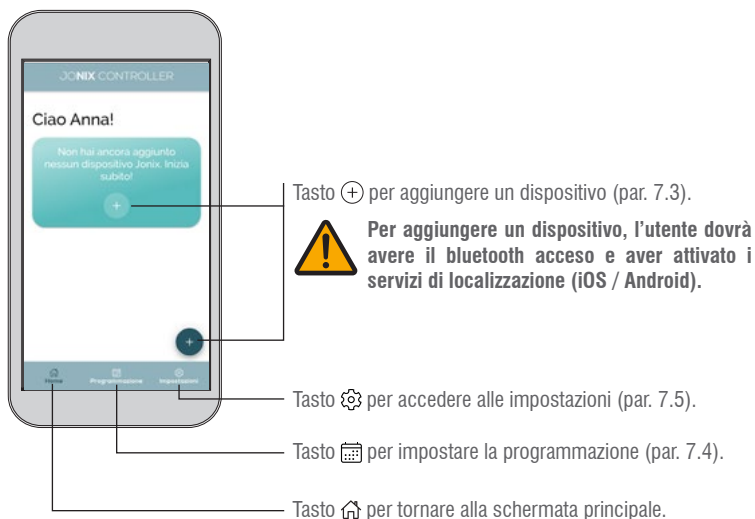 JONIX CONTROLLER
Ciao Anna!
Non hai ancora aggiunto
nessun dispositivo Jonix. Inizia
subito!
Tasto + per aggiungere un dispositivo (par. 7.3).
Per aggiungere un dispositivo, l'utente dovrà
avere il bluetooth acceso e aver attivato i
servizi di localizzazione (iOS / Android).
Home Programmazione Impostazioni
Tasto per accedere alle impostazioni (par. 7.5).
Tasto per impostare la programmazione (par. 7.4).
Tasto per tornare alla schermata principale.